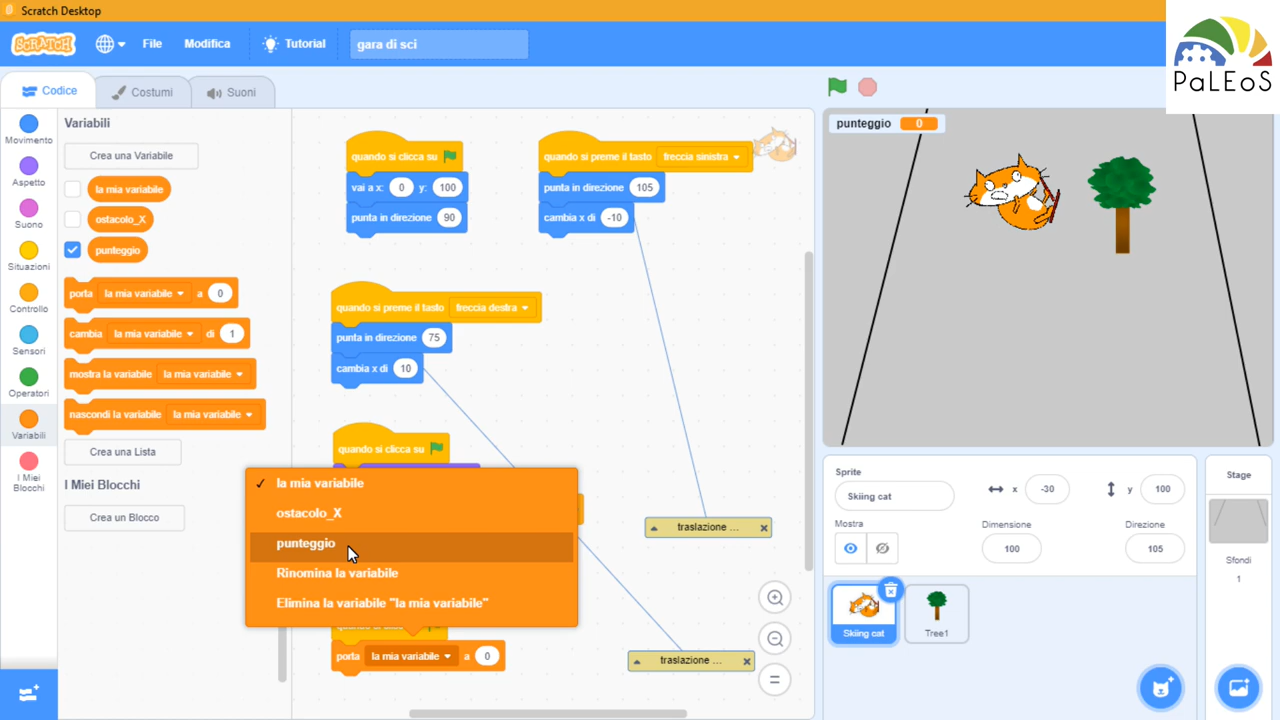 Scratch Desktop
SCRATCH
File
Modifica
Tutorial
gara di sci
PaLEoS
Codice
Costumi
Suoni
Movimento
Aspetto
Suono
Situazioni
Controllo
Sensori
Operatori
Variabili
I Miei
Blocchi
Variabili
Crea una Variabile
la mia variabile
ostacolo_X
punteggio
porta la mia variabile a 0
cambia la mia variabile di 1
mostra la variabile la mia variabile
nascondi la variabile la mia variabile
Crea una Lista
I Miei Blocchi
Crea un Blocco
quando si clicca su
vai a x: 0 y: 100
punta in direzione 90
quando si preme il tasto freccia sinistra
punta in direzione 105
cambia x di -10
quando si preme il tasto freccia destra
punta in direzione 75
cambia x di 10
quando si clicca su
la mia variabile
ostacolo_X
punteggio
Rinomina la variabile
Elimina la variabile "la mia variabile"
porta la mia variabile a 0
traslazione ...
traslazione ...
punteggio 0
Sprite
Skiing cat
x -30
y 100
Mostra
Dimensione
100
Direzione
105
Skiing cat
Tree1
Stage
Sfondi
1